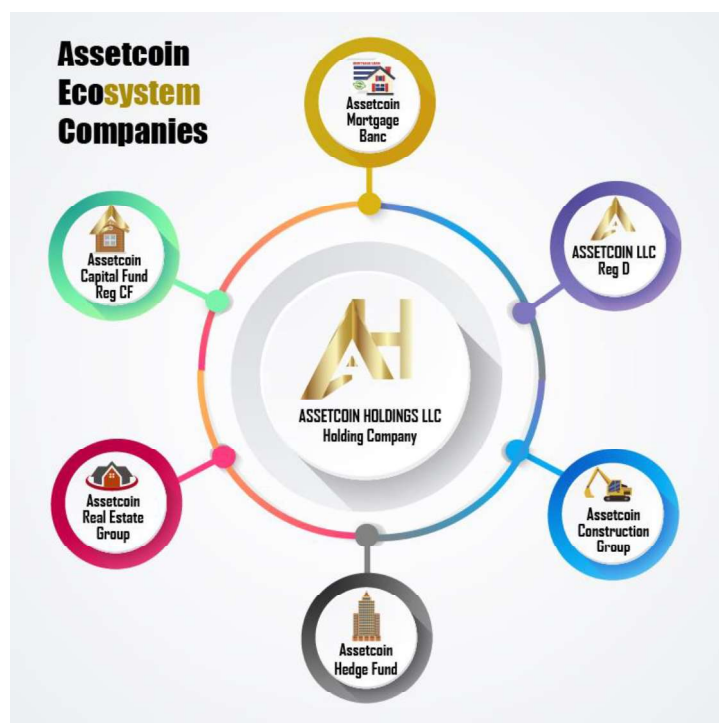 Assetcoin
Ecosystem
Companies
Assetcoin
Mortgage
Banc
Assetcoin
Capital Fund
Reg CF
ASSETCOIN LLC
Reg D
AH
ASSETCOIN HOLDINGS LLC
Holding Company
Assetcoin
Real Estate
Group
Assetcoin
Construction
Group
Assetcoin
Hedge Fund